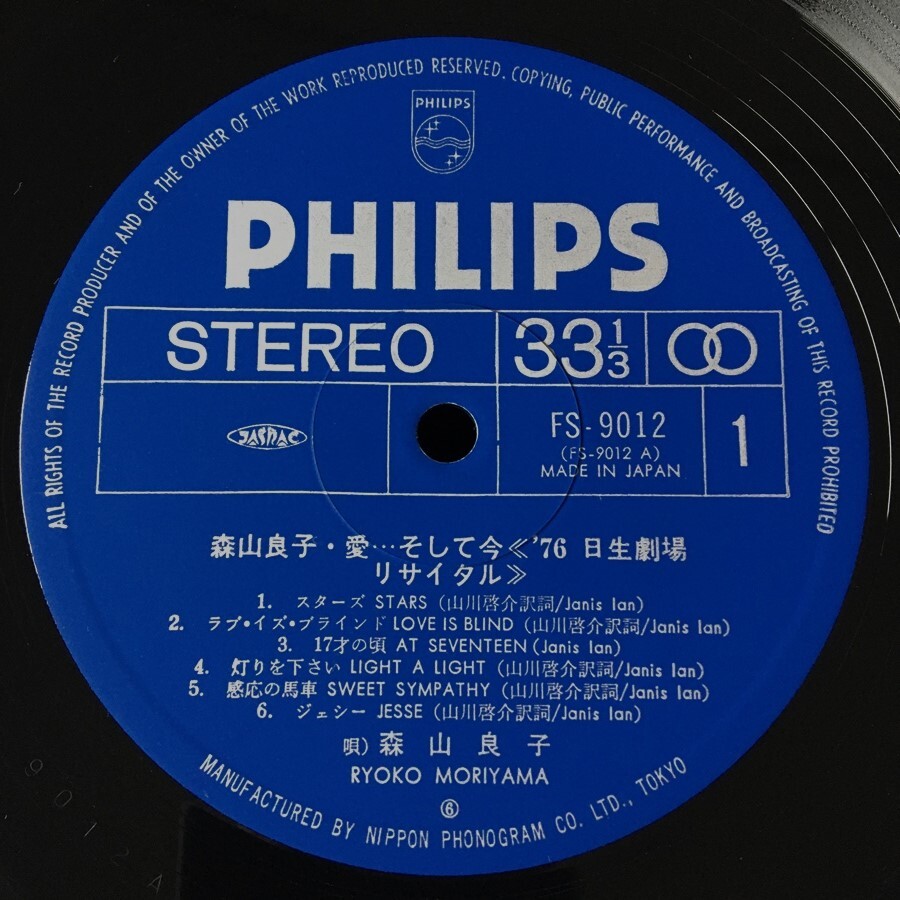 ALL RIGHTS OF THE RECORD PRODUCER AND OF THE OWNER OF THE WORK REPRODUCED RESERVED. COPYING, PUBLIC PERFORMANCE AND BROADCASTING OF THIS RECORD PROHIBITED
PHILIPS
PHILIPS
STEREO
33 1/3
JASRAC
FS-9012
(FS-9012 A)
MADE IN JAPAN
1
森山良子・愛…そして今≪'76 日生劇場
リサイタル≫
1. スターズ STARS (山川啓介訳詞/Janis Ian)
2. ラブ・イズ・ブラインド LOVE IS BLIND (山川啓介訳詞/Janis Ian)
3. 17才の頃 AT SEVENTEEN (Janis Ian)
4. 灯りを下さい LIGHT A LIGHT (山川啓介訳詞/Janis Ian)
5. 感応の馬車 SWEET SYMPATHY (山川啓介訳詞/Janis Ian)
6. ジェシー JESSE (山川啓介訳詞/Janis Ian)
唄) 森山良子
RYOKO MORIYAMA
⑥
MANUFACTURED BY NIPPON PHONOGRAM CO. LTD., TOKYO